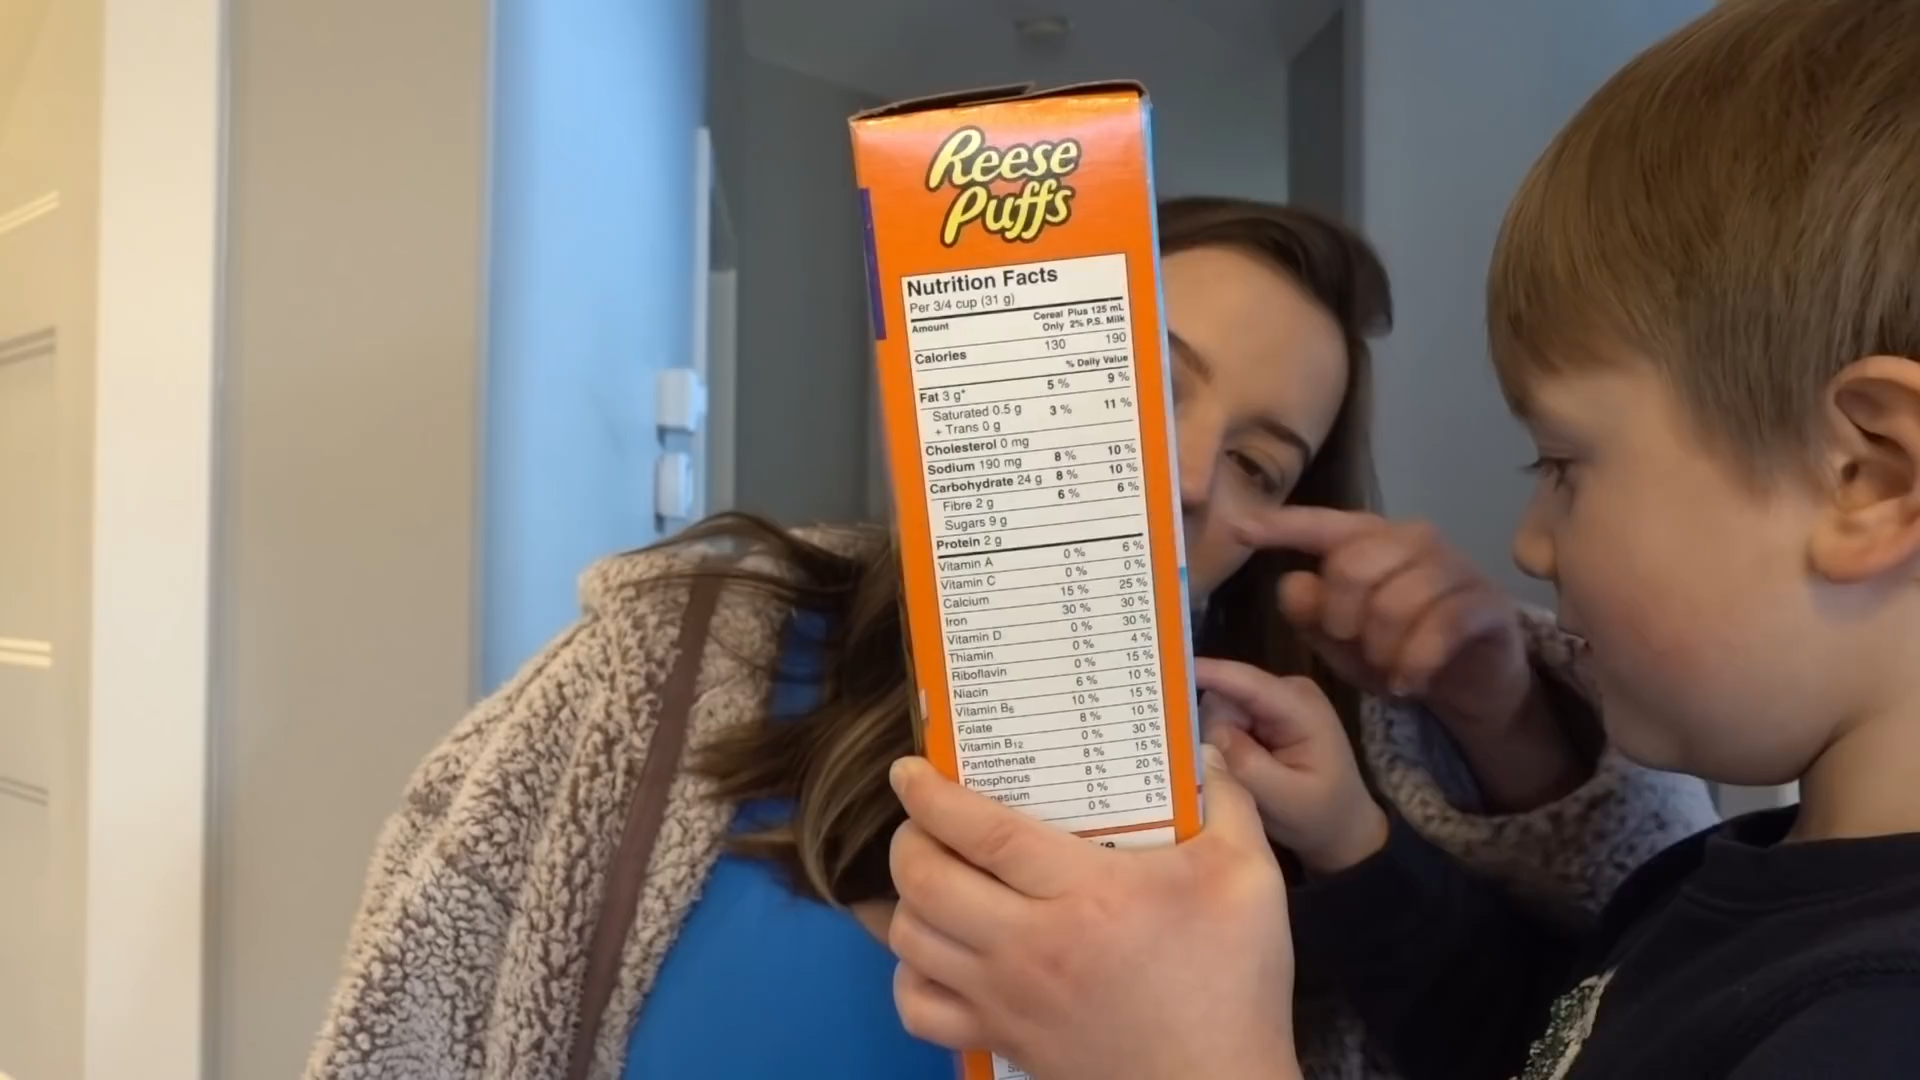 Reese
Puffs
Nutrition Facts
Per 3/4 cup (31 g)
Amount Cereal Only Plus 125 mL 2% P.S. Milk
Calories 130 190
% Daily Value
Fat 3 g* 5 % 9 %
Saturated 0.5 g 3 % 11 %
+ Trans 0 g
Cholesterol 0 mg
Sodium 190 mg 8 % 10 %
Carbohydrate 24 g 8 % 10 %
Fibre 2 g 6 % 6 %
Sugars 9 g
Protein 2 g
Vitamin A 0 % 6 %
Vitamin C 0 % 0 %
Calcium 15 % 25 %
Iron 30 % 30 %
Vitamin D 0 % 30 %
Thiamin 0 % 4 %
Riboflavin 0 % 15 %
Niacin 6 % 10 %
Vitamin B6 10 % 15 %
Folate 8 % 10 %
Vitamin B12 0 % 30 %
Pantothenate 8 % 15 %
Phosphorus 8 % 20 %
nesium 0 % 6 %
0 % 6 %